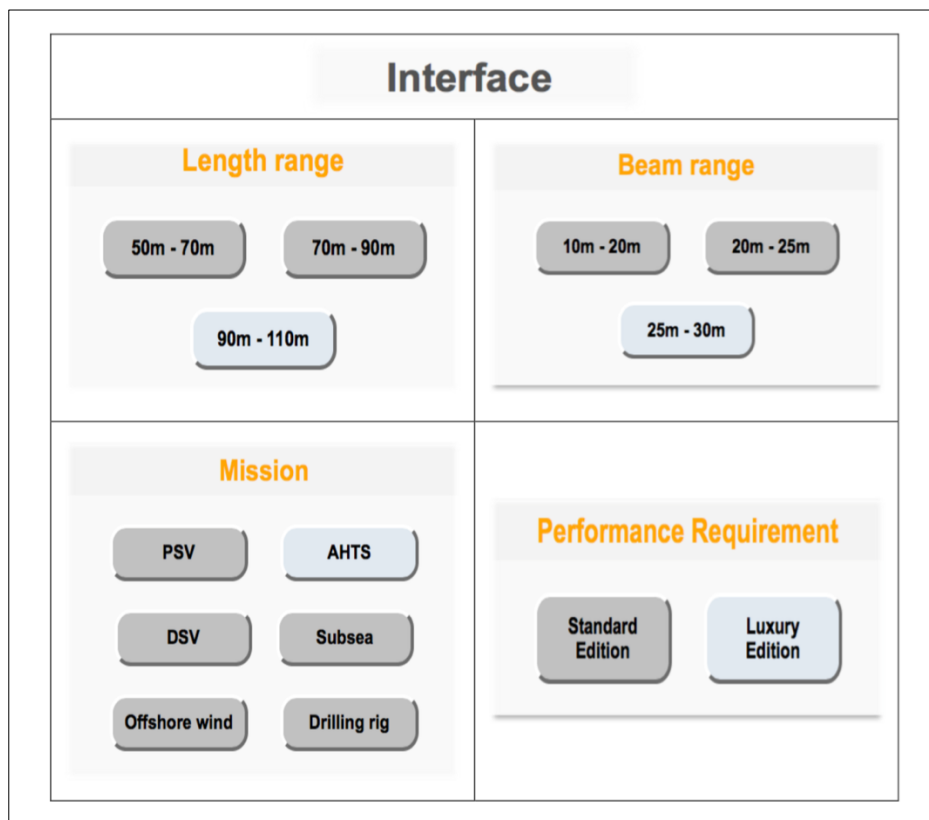 Interface
Length range
50m - 70m
70m - 90m
90m - 110m
Beam range
10m - 20m
20m - 25m
25m - 30m
Mission
PSV
AHTS
DSV
Subsea
Offshore wind
Drilling rig
Performance Requirement
Standard
Edition
Luxury
Edition